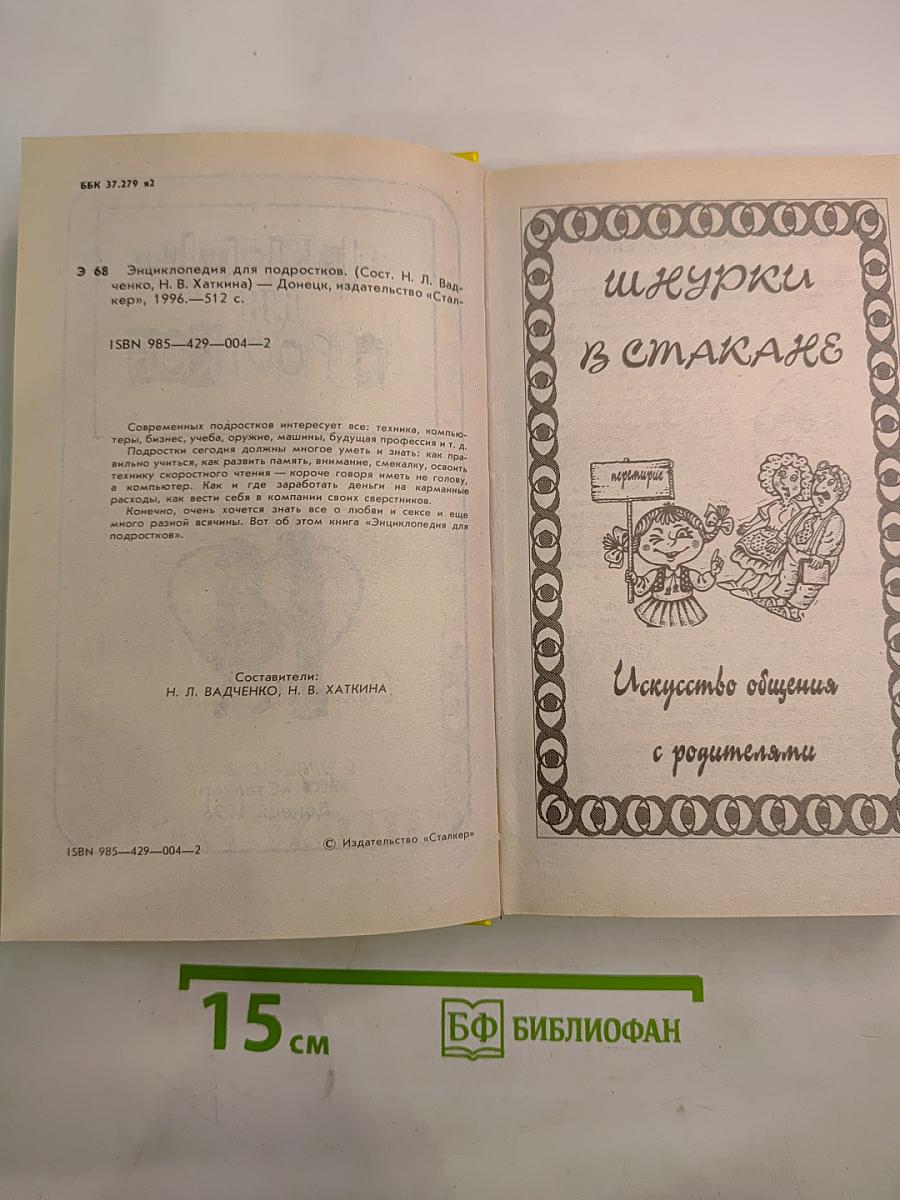 ББК 37.279 я2
Э 68 Энциклопедия для подростков. (Сост. Н. Л. Вад-
ченко, Н. В. Хаткина) — Донецк, издательство «Стал-
кер», 1996.—512 с.
ISBN 985—429—004—2
Современных подростков интересует все: техника, компью-
теры, бизнес, учеба, оружие, машины, будущая профессия и т. д.
Подростки сегодня должны многое уметь и знать: как пра-
вильно учиться, как развить память, внимание, смекалку, освоить
технику скоростного чтения — короче говоря иметь не голову,
а компьютер. Как и где заработать деньги на карманные
расходы, как вести себя в компании своих сверстников.
Конечно, очень хочется знать все о любви и сексе и еще
много разной всячины. Вот об этом книга «Энциклопедия для
подростков».
Составители:
Н. Л. ВАДЧЕНКО, Н. В. ХАТКИНА
ISBN 985—429—004—2
© Издательство «Сталкер»
ШНУРКИ
В СТАКАНЕ
перемирие
Искусство общения
с родителями
15 см
БФ БИБЛИОФАН